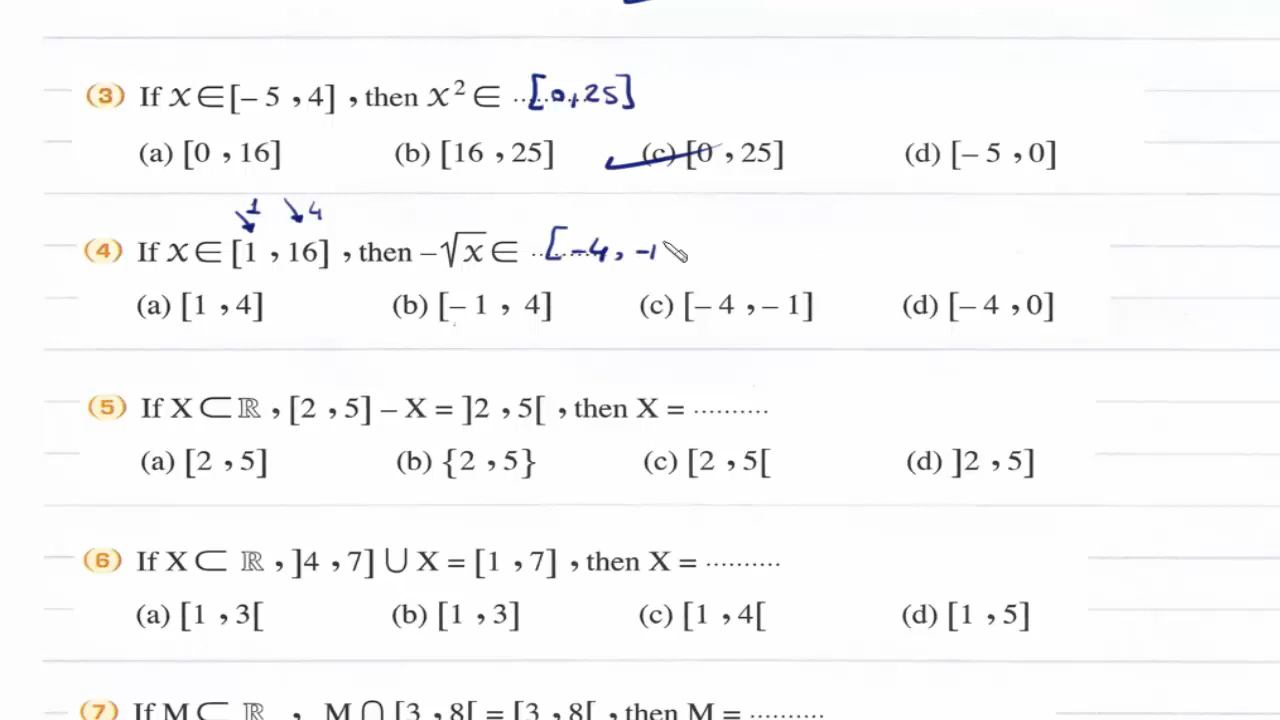 (3) If x ∈ [– 5 , 4] , then x² ∈ ........ [0,25]
(a) [0 , 16] (b) [16 , 25] (c) [0 , 25] (d) [– 5 , 0]
1 4
(4) If x ∈ [1 , 16] , then –√x ∈ ........ [-4, -1
(a) [1 , 4] (b) [– 1 , 4] (c) [– 4 , – 1] (d) [– 4 , 0]
(5) If X ⊂ ℝ , [2 , 5] – X = ]2 , 5[ , then X = ..........
(a) [2 , 5] (b) {2 , 5} (c) [2 , 5[ (d) ]2 , 5]
(6) If X ⊂ ℝ , ]4 , 7] ∪ X = [1 , 7] , then X = ..........
(a) [1 , 3[ (b) [1 , 3] (c) [1 , 4[ (d) [1 , 5]
(7) If M ⊂ ℝ , M ∩ [3 , 8[ = [3 , 8[ , then M = ..........